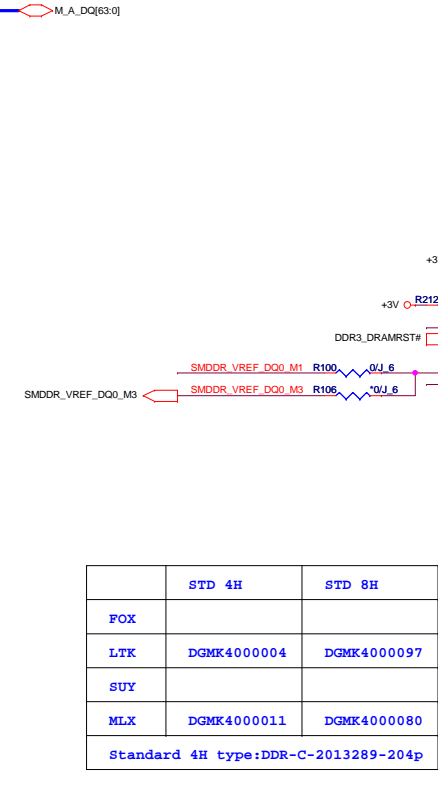 M_A_DQ[63:0]
+3
+3V R212
DDR3_DRAMRST#
SMDDR_VREF_DQ0_M1 R100 0/J_6
SMDDR_VREF_DQ0_M3 SMDDR_VREF_DQ0_M3 R106 *0/J_6
STD 4H STD 8H
FOX
LTK DGMK4000004 DGMK4000097
SUY
MLX DGMK4000011 DGMK4000080
Standard 4H type:DDR-C-2013289-204p